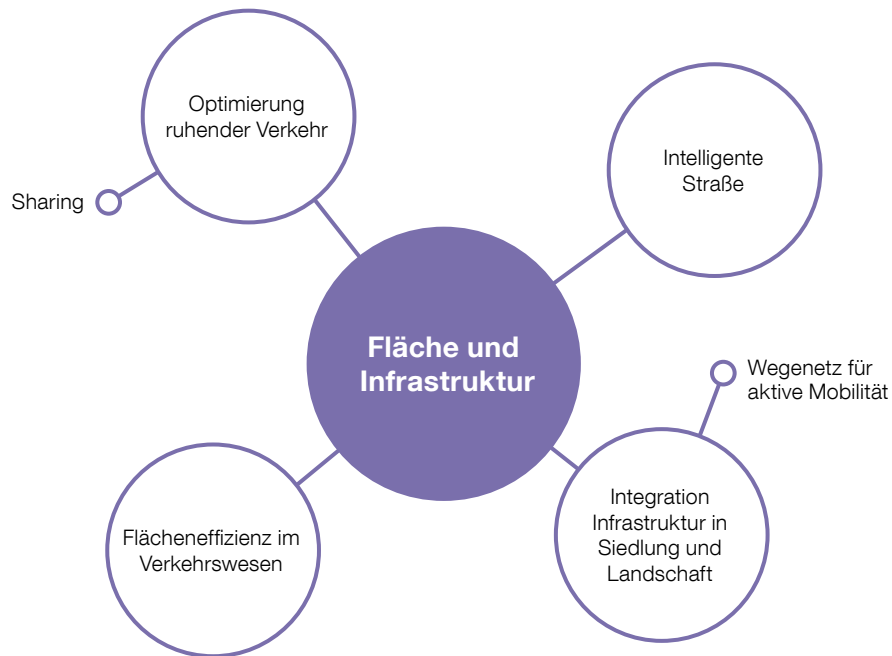 Optimierung
ruhender Verkehr
Sharing
Intelligente
Straße
Fläche und
Infrastruktur
Wegenetz für
aktive Mobilität
Flächeneffizienz im
Verkehrswesen
Integration
Infrastruktur in
Siedlung und
Landschaft